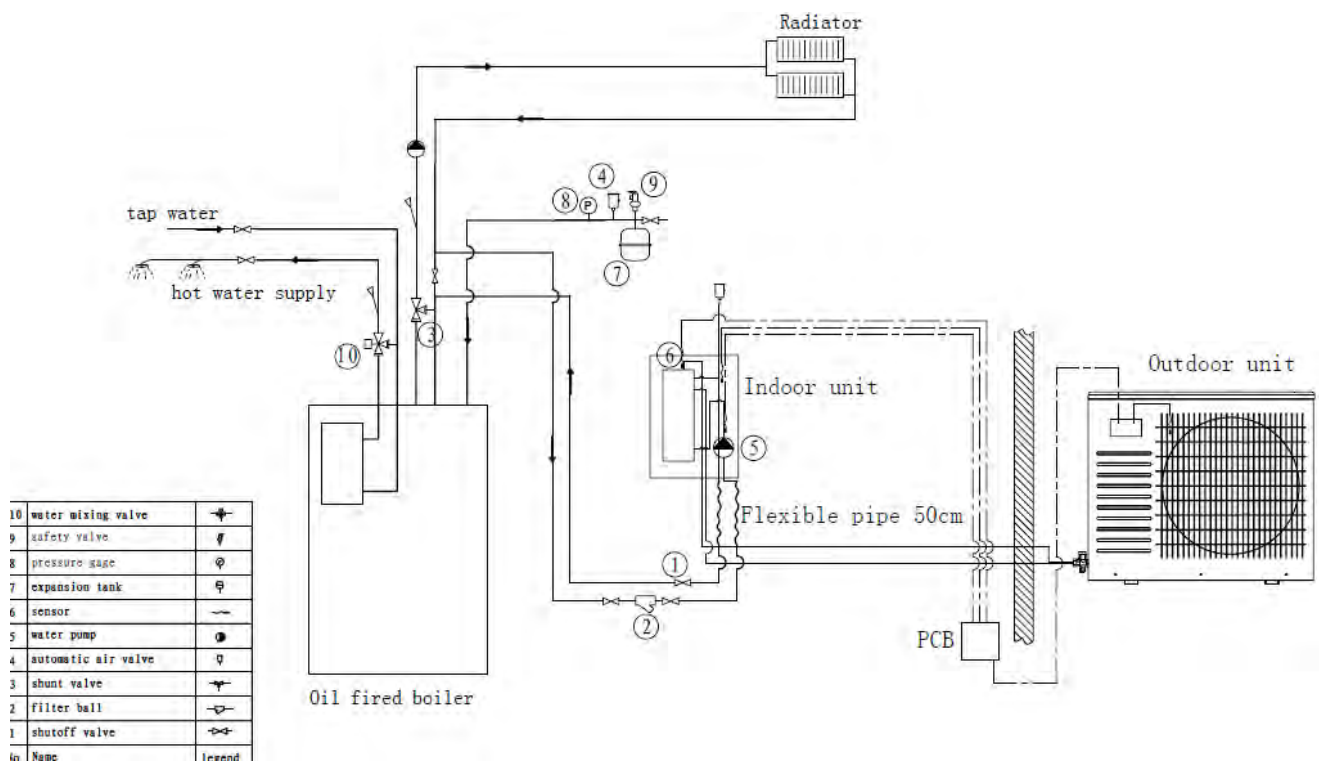 Radiator
4
9
8
P
tap water
7
hot water supply
3
10
6
Indoor unit
Outdoor unit
5
Flexible pipe 50cm
1
2
PCB
Oil fired boiler
10 water mixing valve
9 safety valve
8 pressure gage
7 expansion tank
6 sensor
5 water pump
4 automatic air valve
3 shunt valve
2 filter ball
1 shutoff valve
No Name legend